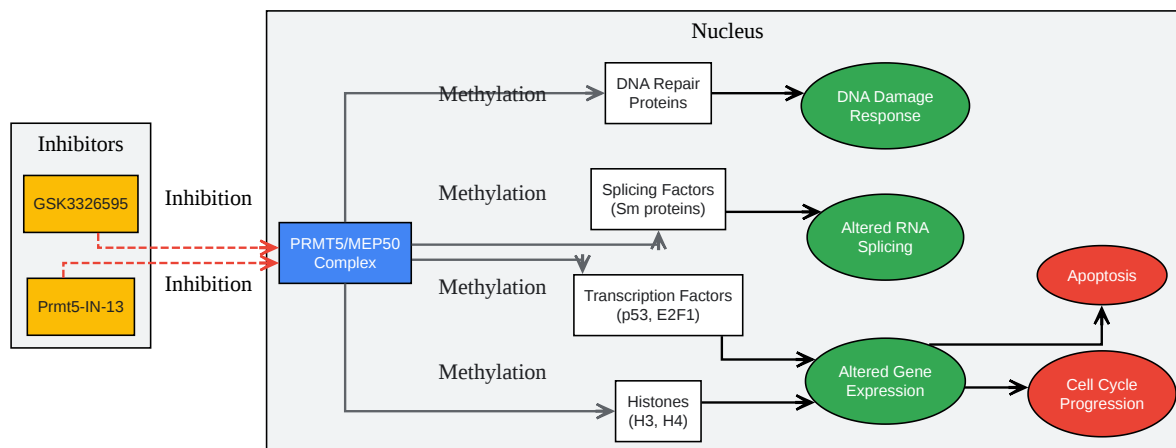 Nucleus
Inhibitors
GSK3326595
Prmt5-IN-13
Inhibition
Inhibition
PRMT5/MEP50
Complex
Methylation
Methylation
Methylation
Methylation
DNA Repair
Proteins
Splicing Factors
(Sm proteins)
Transcription Factors
(p53, E2F1)
Histones
(H3, H4)
DNA Damage
Response
Altered RNA
Splicing
Altered Gene
Expression
Apoptosis
Cell Cycle
Progression